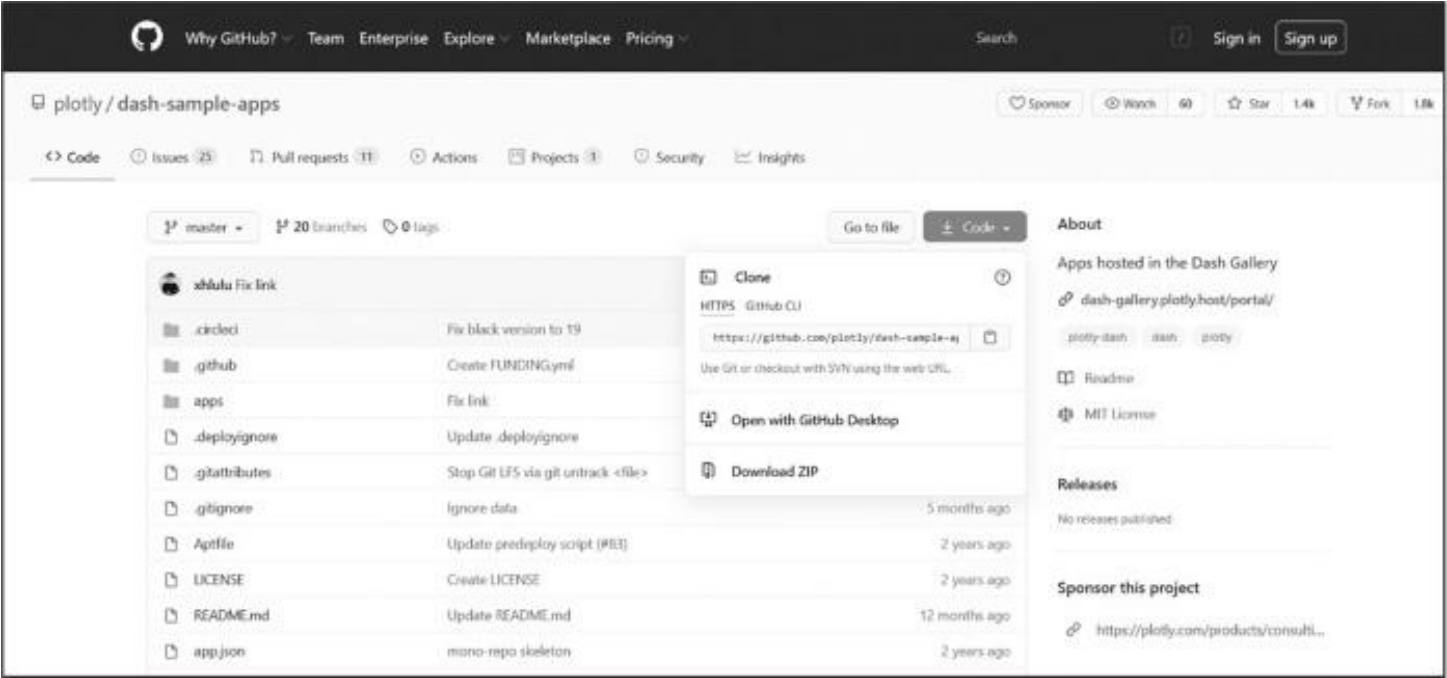 Why GitHub? Team Enterprise Explore Marketplace Pricing Search / Sign in Sign up
plotly / dash-sample-apps Sponsor Watch 60 Star 1.4k Fork 1.8k
<> Code Issues 25 Pull requests 11 Actions Projects 1 Security Insights
master 20 branches 0 tags Go to file Code
About
Apps hosted in the Dash Gallery
dash-gallery.plotly.host/portal/
plotly-dash dash plotly
Readme
MIT License
Releases
No releases published
Sponsor this project
https://plotly.com/products/consulti...
xhlulu Fix link
.circleci Fix black version to 19
.github Create FUNDING.yml
apps Fix link
.deployignore Update .deployignore
.gitattributes Stop Git LFS via git untrack <file>
.gitignore Ignore data 5 months ago
Aptfile Update predeploy script (#83) 2 years ago
LICENSE Create LICENSE 2 years ago
README.md Update README.md 12 months ago
app.json mono-repo skeleton 2 years ago
Clone
HTTPS GitHub CLI
https://github.com/plotly/dash-sample-ap
Use Git or checkout with SVN using the web URL.
Open with GitHub Desktop
Download ZIP